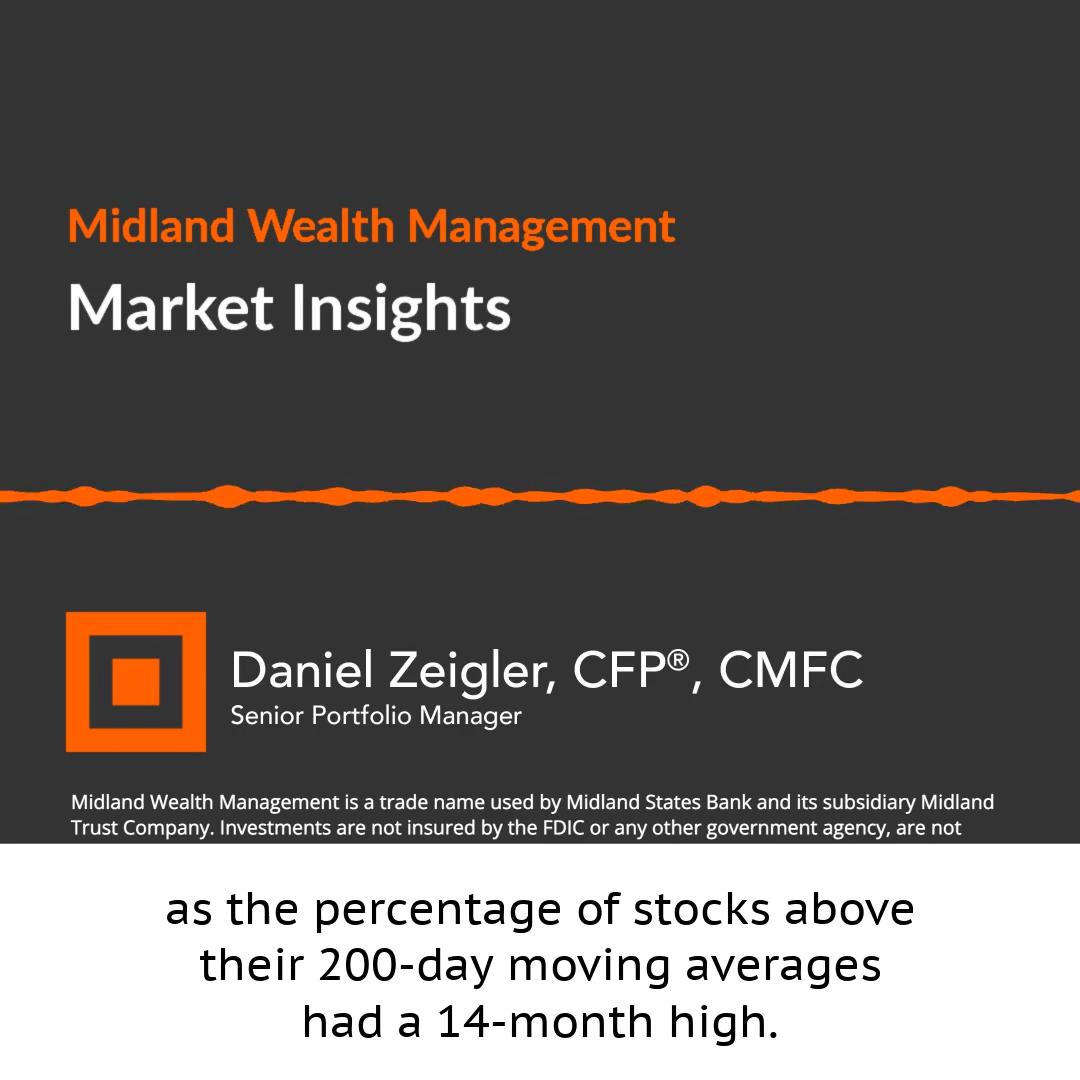 Midland Wealth Management
Market Insights
Daniel Zeigler, CFP®, CMFC
Senior Portfolio Manager
Midland Wealth Management is a trade name used by Midland States Bank and its subsidiary Midland
Trust Company. Investments are not insured by the FDIC or any other government agency, are not
as the percentage of stocks above
their 200-day moving averages
had a 14-month high.